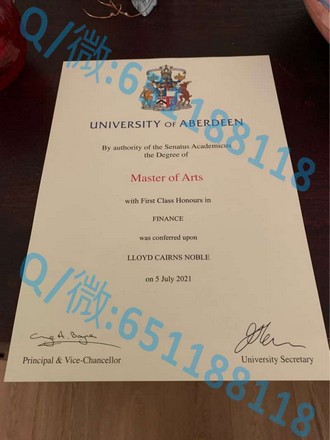 Q/微:651188118
UNIVERSITY OF ABERDEEN
By authority of the Senatus Academicus
the Degree of
Master of Arts
with First Class Honours in
FINANCE
was conferred upon
LLOYD CAIRNS NOBLE
on 5 July 2021
Q/微:651188118
Principal & Vice-Chancellor
University Secretary